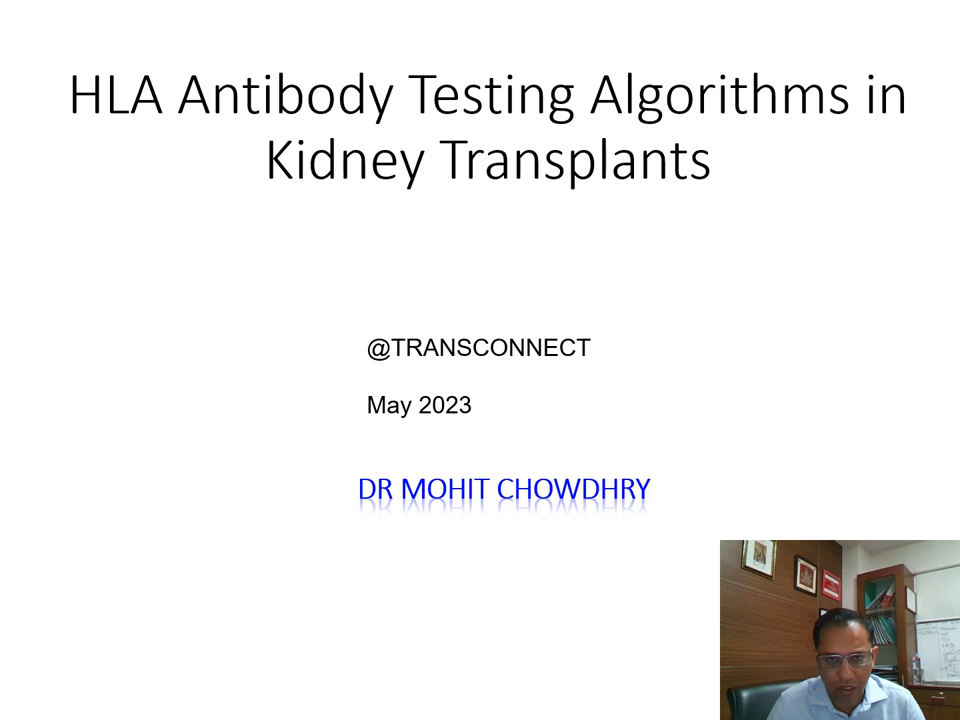 HLA Antibody Testing Algorithms in
Kidney Transplants
@TRANSCONNECT
May 2023
DR MOHIT CHOWDHRY